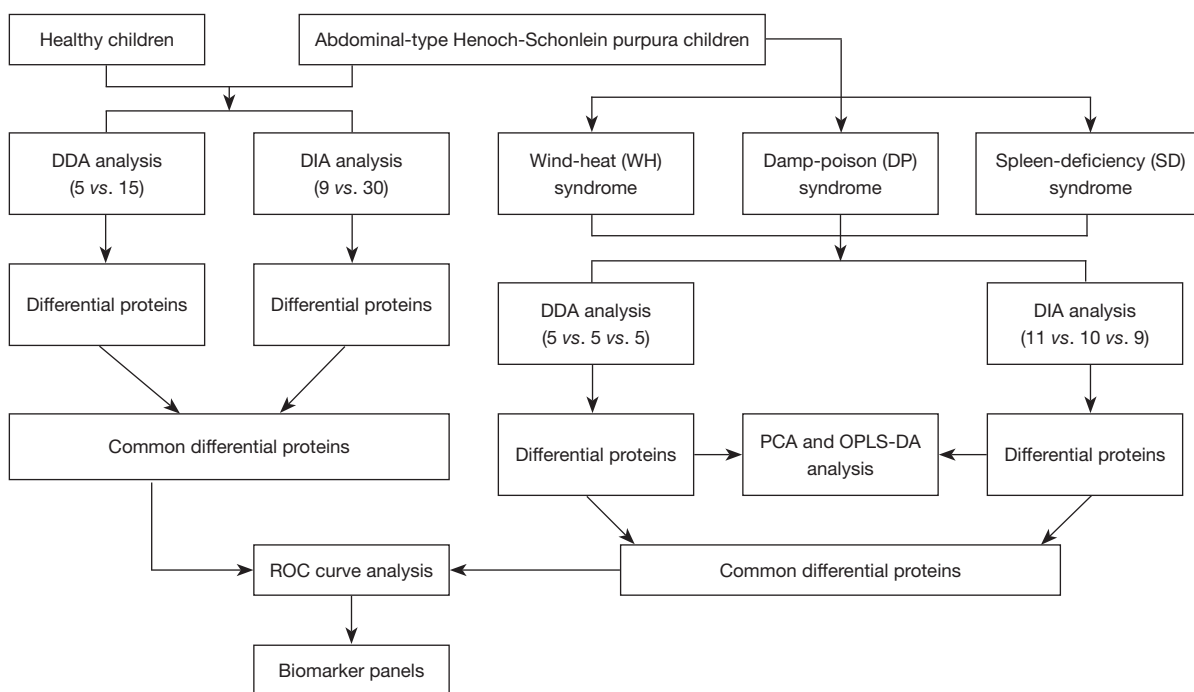 Healthy children
Abdominal-type Henoch-Schonlein purpura children
DDA analysis
(5 vs. 15)
DIA analysis
(9 vs. 30)
Wind-heat (WH)
syndrome
Damp-poison (DP)
syndrome
Spleen-deficiency (SD)
syndrome
Differential proteins
Differential proteins
DDA analysis
(5 vs. 5 vs. 5)
DIA analysis
(11 vs. 10 vs. 9)
Common differential proteins
Differential proteins
PCA and OPLS-DA
analysis
Differential proteins
ROC curve analysis
Common differential proteins
Biomarker panels